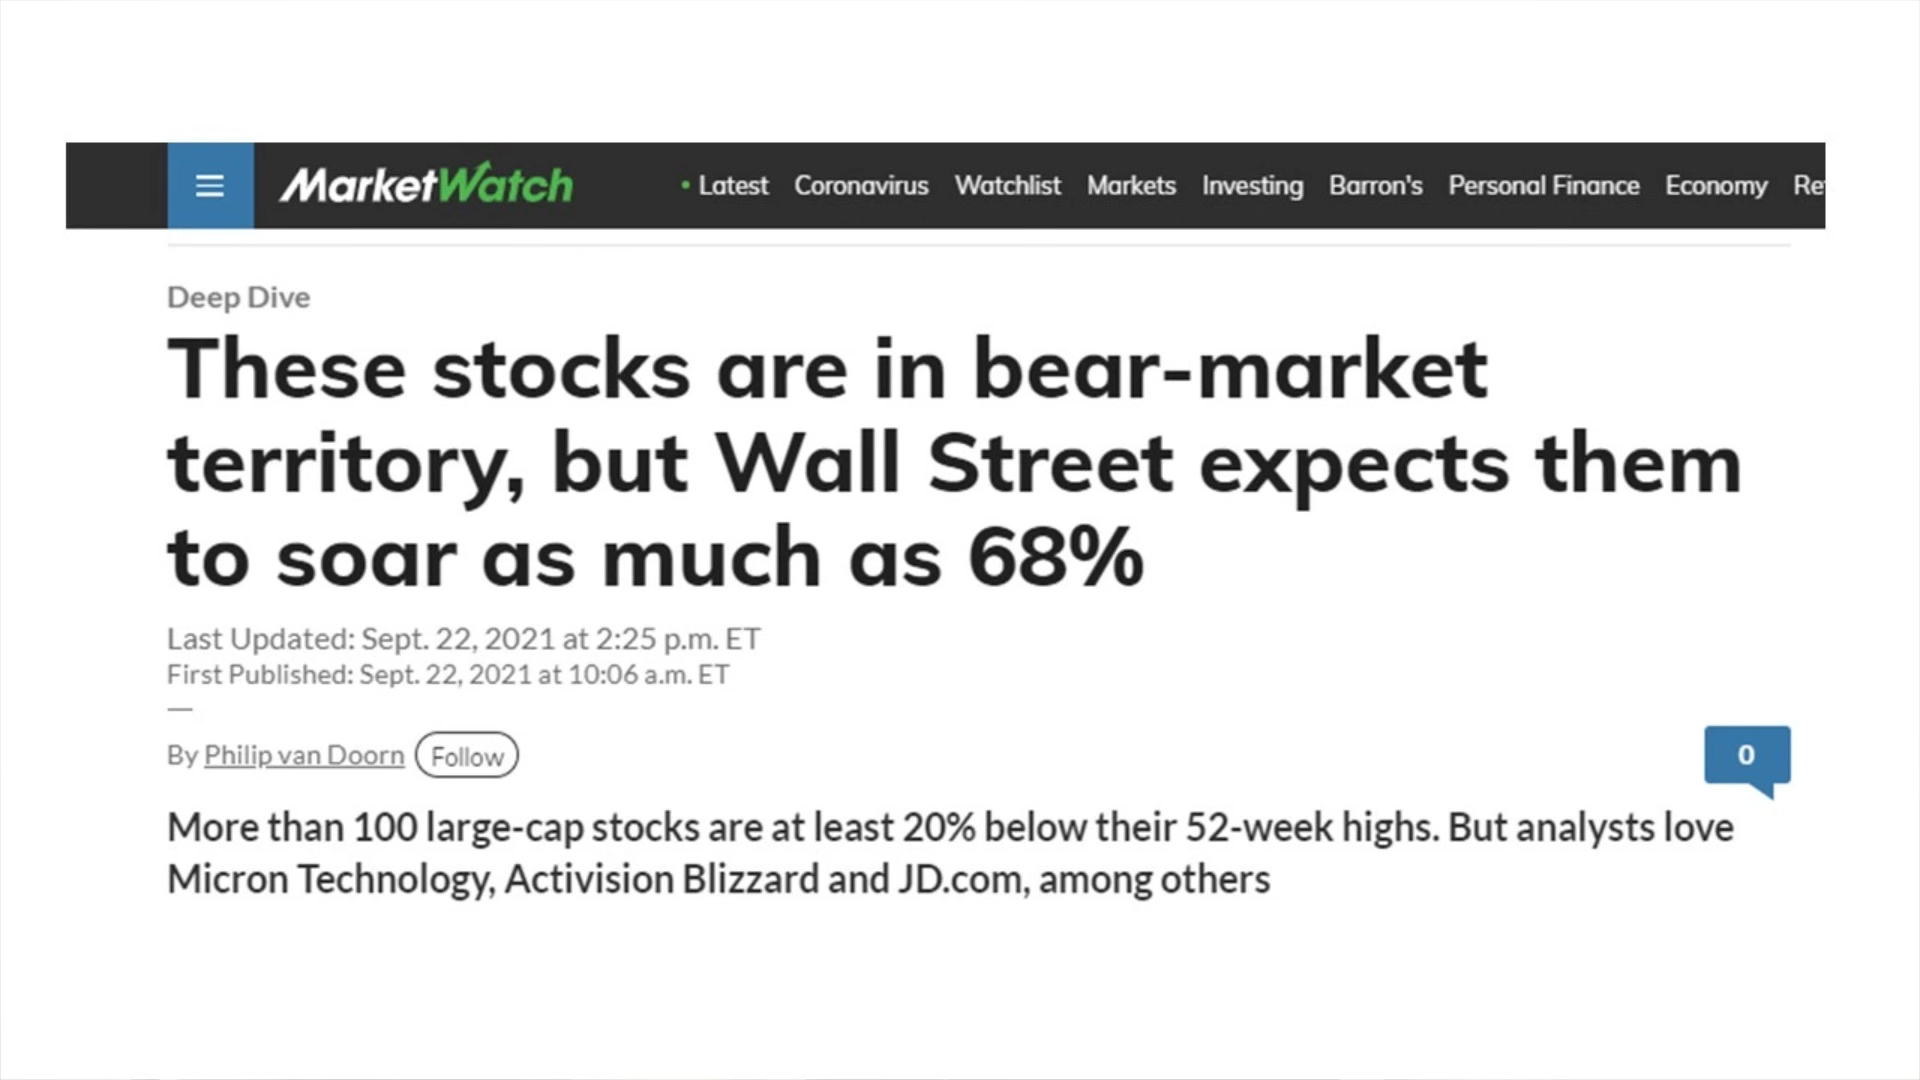 MarketWatch • Latest Coronavirus Watchlist Markets Investing Barron's Personal Finance Economy Re
Deep Dive
These stocks are in bear-market
territory, but Wall Street expects them
to soar as much as 68%
Last Updated: Sept. 22, 2021 at 2:25 p.m. ET
First Published: Sept. 22, 2021 at 10:06 a.m. ET
—
By Philip van Doorn Follow
0
More than 100 large-cap stocks are at least 20% below their 52-week highs. But analysts love
Micron Technology, Activision Blizzard and JD.com, among others